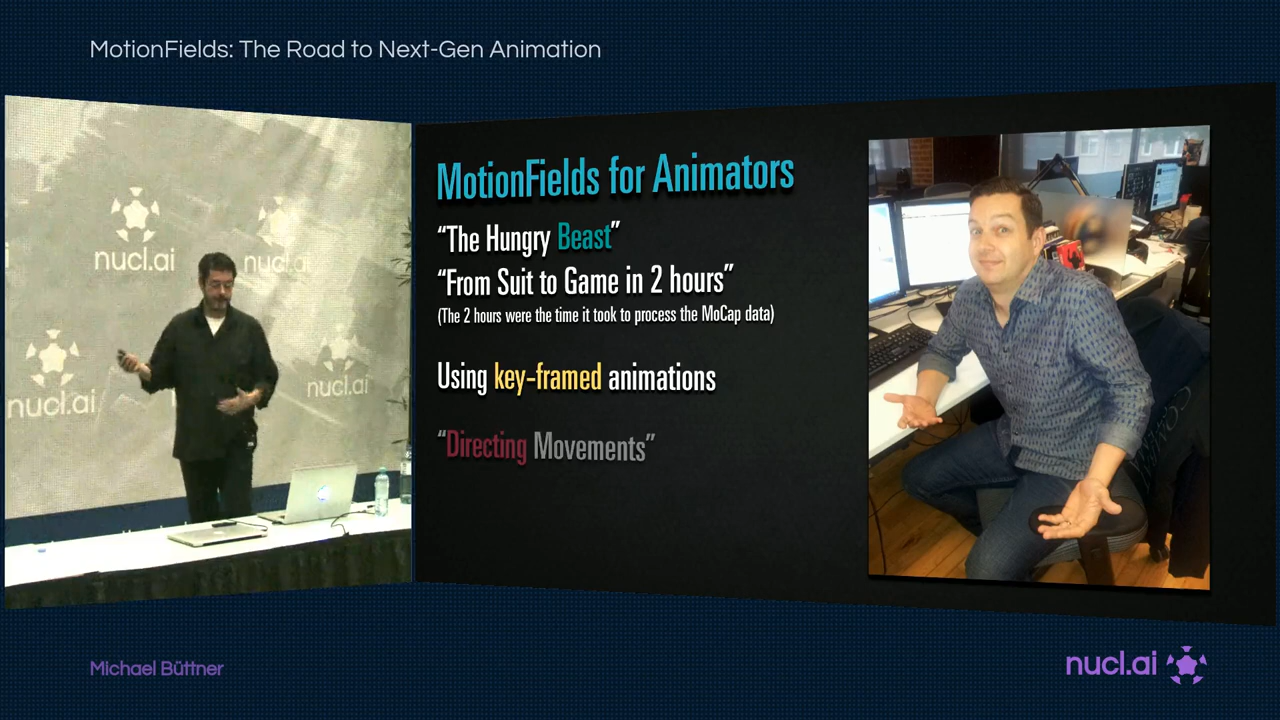 MotionFields: The Road to Next-Gen Animation
nucl.ai
nucl.ai
nucl.ai
nucl.ai
MotionFields for Animators
“The Hungry Beast”
“From Suit to Game in 2 hours”
(The 2 hours were the time it took to process the MoCap data)
Using key-framed animations
“Directing Movements”
Michael Büttner
nucl.ai